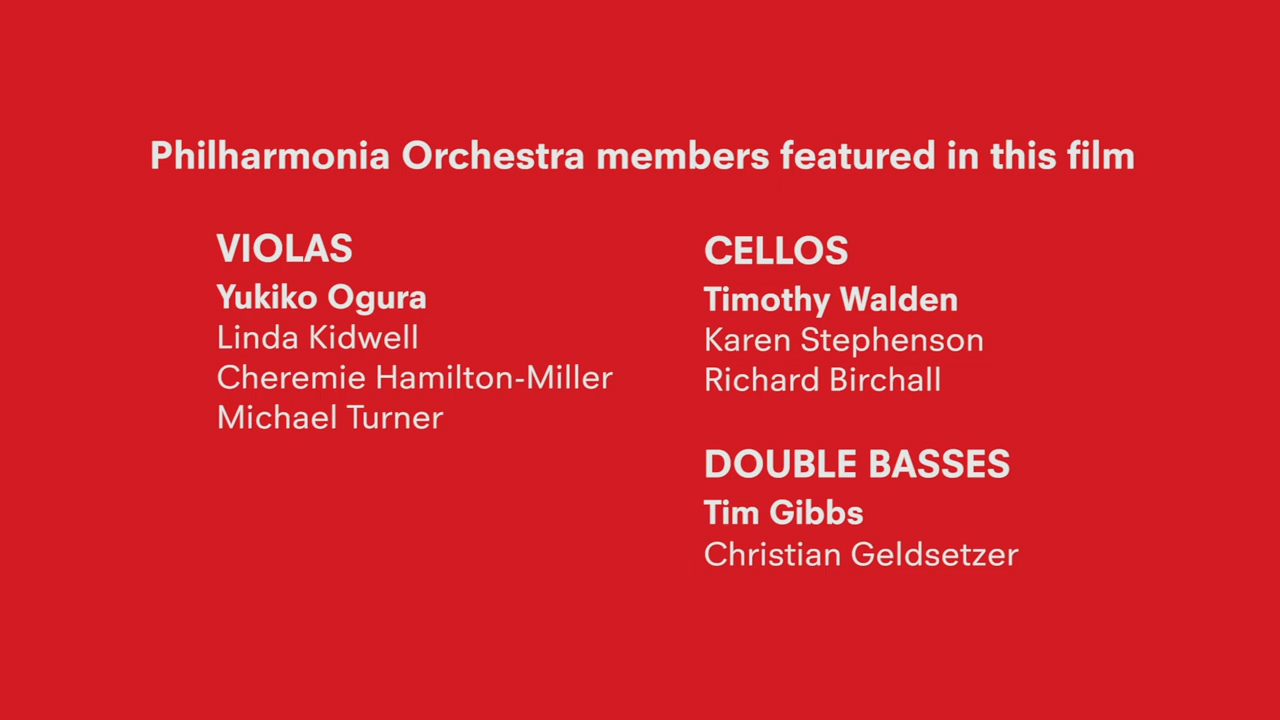 Philharmonia Orchestra members featured in this film
VIOLAS
Yukiko Ogura
Linda Kidwell
Cheremie Hamilton-Miller
Michael Turner
CELLOS
Timothy Walden
Karen Stephenson
Richard Birchall
DOUBLE BASSES
Tim Gibbs
Christian Geldsetzer